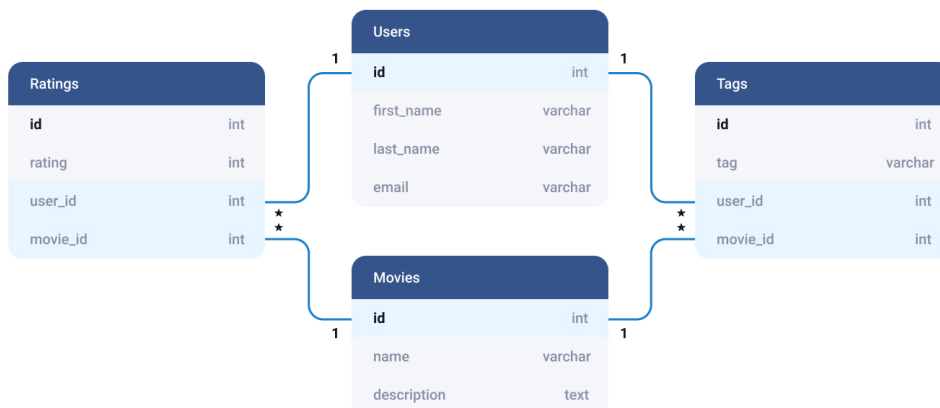 Users
1
id int
1
first_name varchar
last_name varchar
email varchar
Ratings
id int
rating int
user_id int
★
★
movie_id int
Tags
id int
tag varchar
user_id int
★
★
movie_id int
Movies
1
id int
1
name varchar
description text